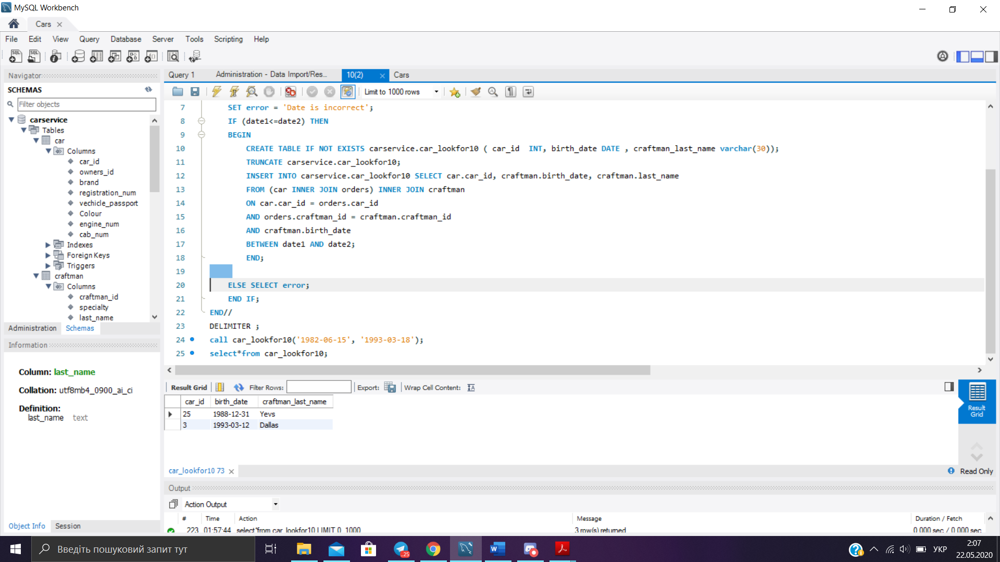 MySQL Workbench
Cars
File Edit View Query Database Server Tools Scripting Help
Navigator
SCHEMAS
Filter objects
carservice
Tables
car
Columns
car_id
owners_id
brand
registration_num
vechicle_passport
Colour
engine_num
cab_num
Indexes
Foreign Keys
Triggers
craftman
Columns
craftman_id
specialty
last_name
Administration Schemas
Information
Column: last_name
Collation: utf8mb4_0900_ai_ci
Definition:
last_name text
Object Info Session
Query 1 Administration - Data Import/Res... 10(2) Cars
Limit to 1000 rows
7 SET error = 'Date is incorrect';
8 IF (date1<=date2) THEN
9 BEGIN
10 CREATE TABLE IF NOT EXISTS carservice.car_lookfor10 ( car_id INT, birth_date DATE , craftman_last_name varchar(30));
11 TRUNCATE carservice.car_lookfor10;
12 INSERT INTO carservice.car_lookfor10 SELECT car.car_id, craftman.birth_date, craftman.last_name
13 FROM (car INNER JOIN orders) INNER JOIN craftman
14 ON car.car_id = orders.car_id
15 AND orders.craftman_id = craftman.craftman_id
16 AND craftman.birth_date
17 BETWEEN date1 AND date2;
18 END;
19
20 ELSE SELECT error;
21 END IF;
22 END//
23 DELIMITER ;
24 call car_lookfor10('1982-06-15', '1993-03-18');
25 select*from car_lookfor10;
Result Grid Filter Rows: Export: Wrap Cell Content:
car_id birth_date craftman_last_name
25 1988-12-31 Yevs
3 1993-03-12 Dallas
Result
Grid
car_lookfor10 73
Read Only
Output
Action Output
# Time Action Message Duration / Fetch
223 01:57:44 select*from car_lookfor10 LIMIT 0, 1000 3 row(s) returned 0.000 sec / 0.000 sec
Введіть пошуковий запит тут
..25
УКР
2:07
22.05.2020